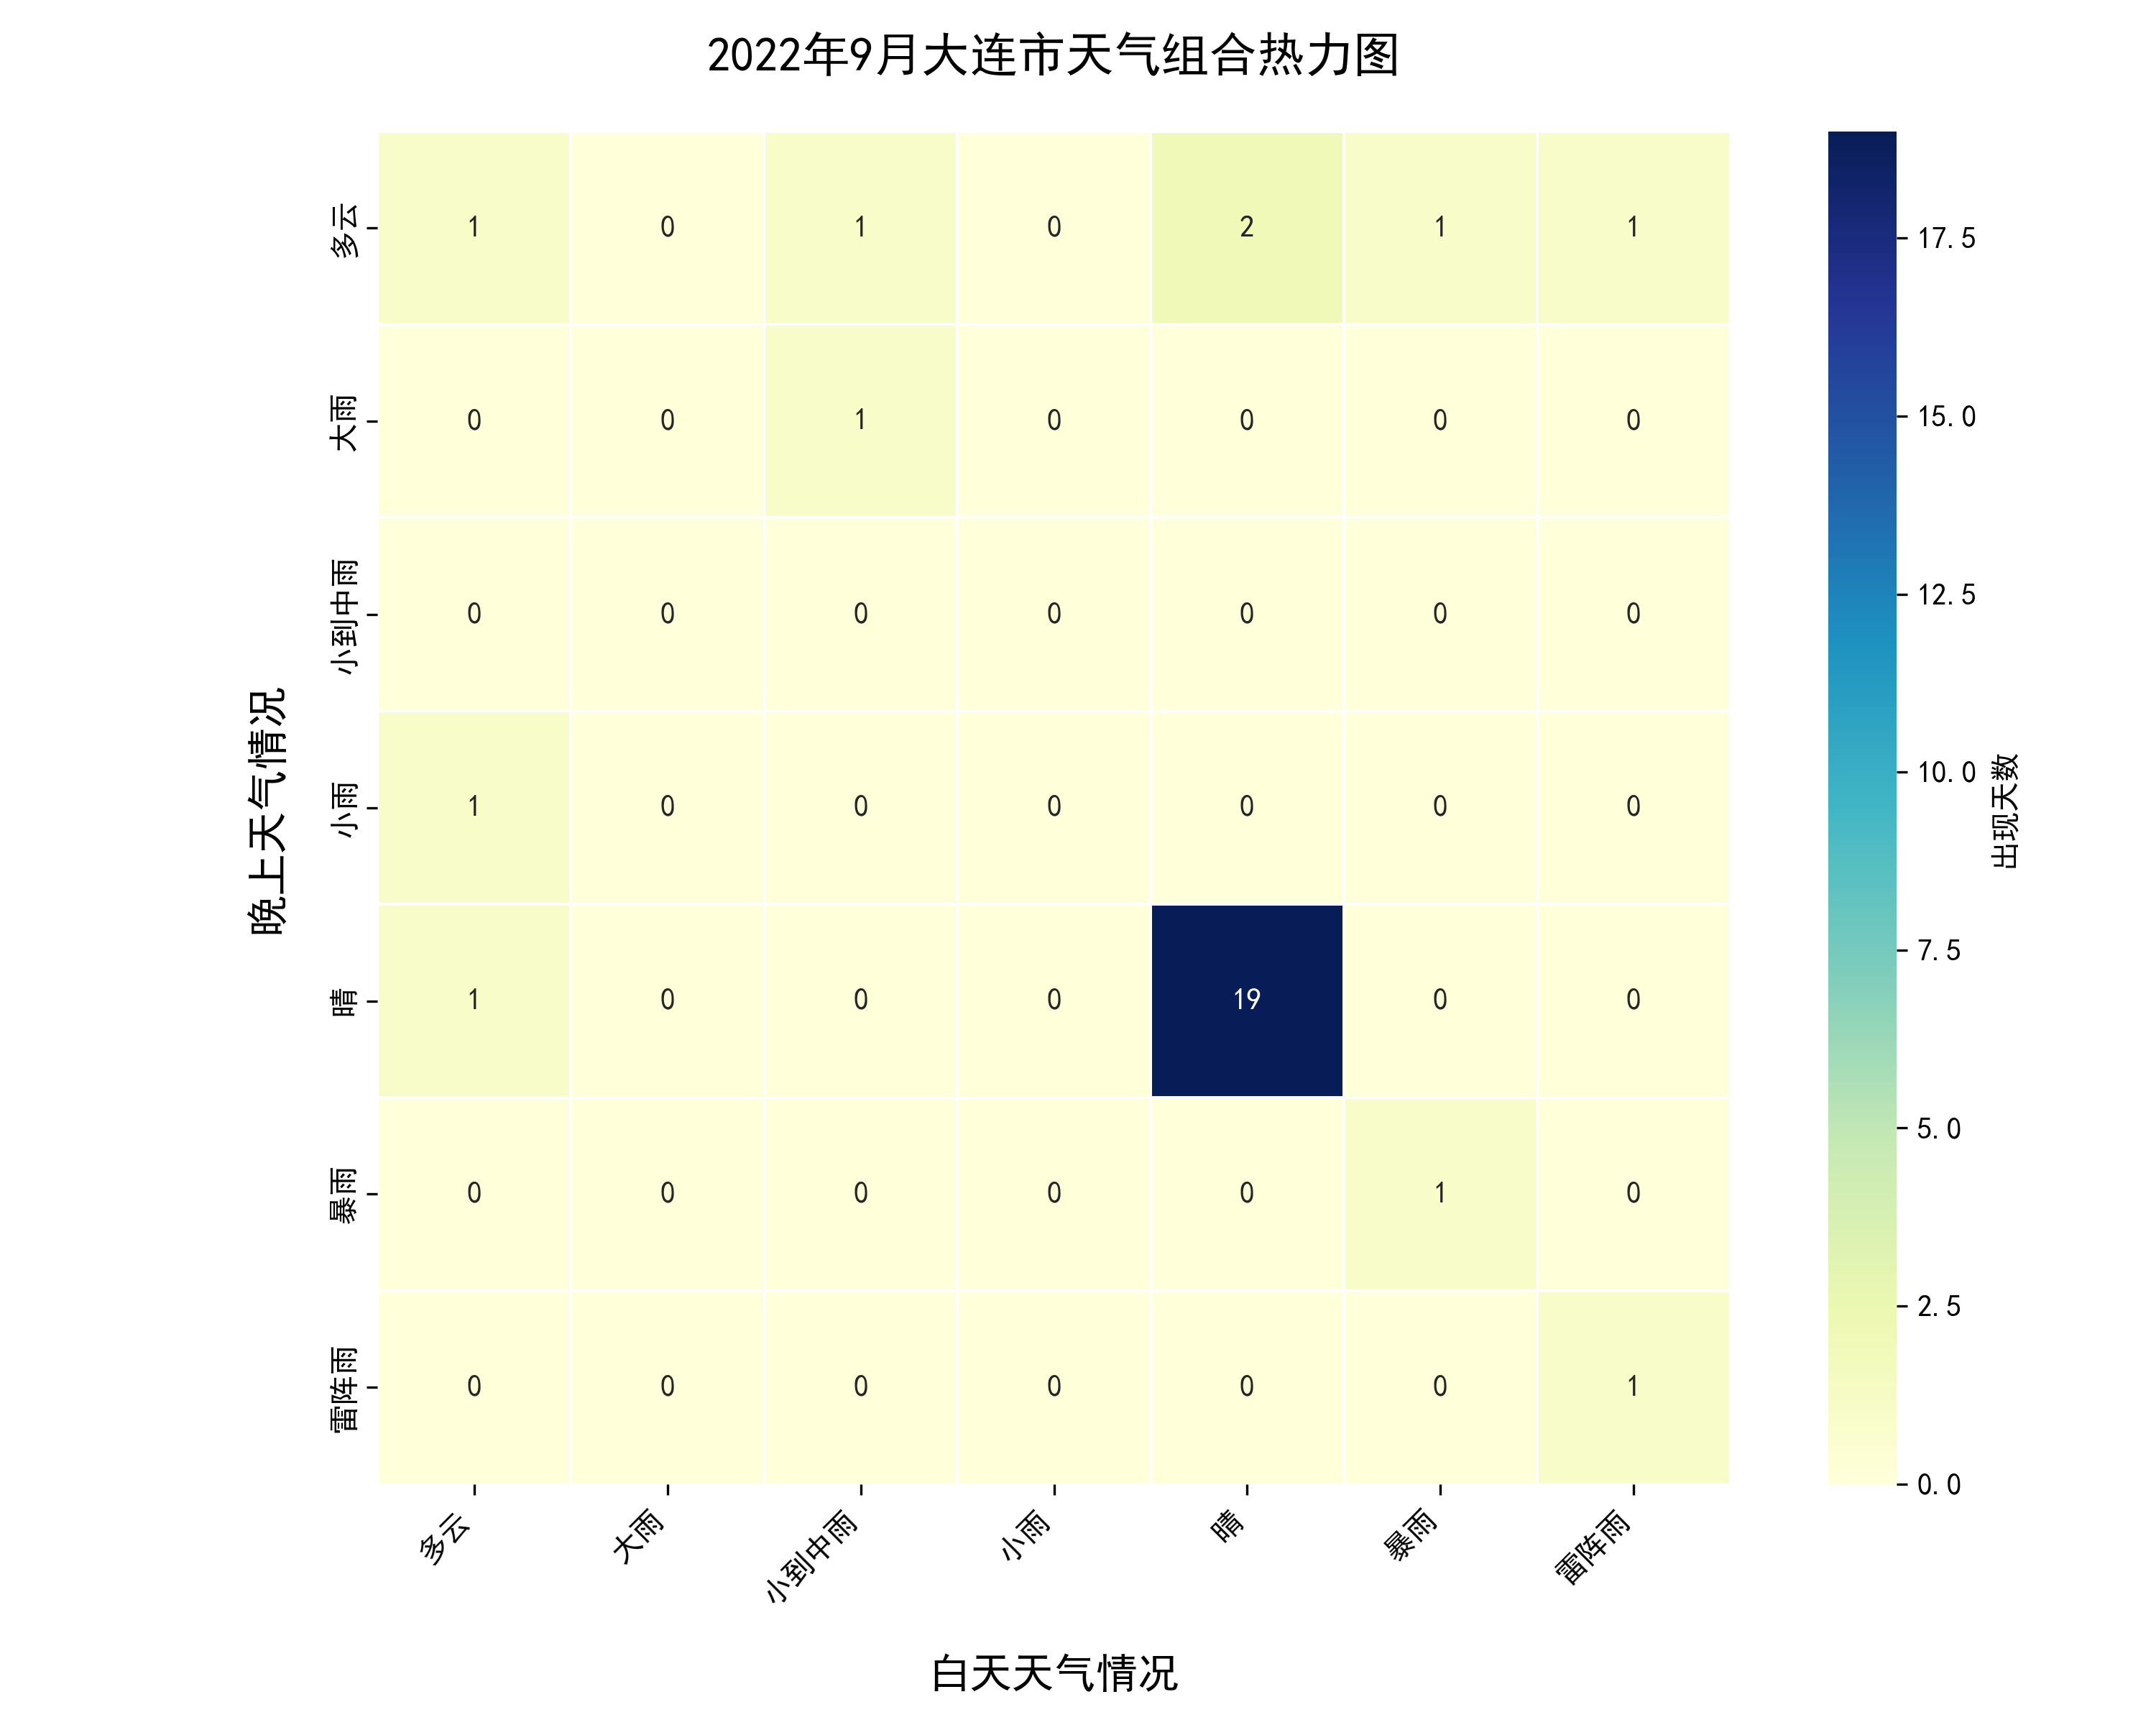 2022年9月大连市天气组合热力图
晚上天气情况
多云 1 0 1 0 2 1 1
大雨 0 0 1 0 0 0 0
小到中雨 0 0 0 0 0 0 0
小雨 1 0 0 0 0 0 0
晴 1 0 0 0 19 0 0
暴雨 0 0 0 0 0 1 0
雷阵雨 0 0 0 0 0 0 1
多云 大雨 小到中雨 小雨 晴 暴雨 雷阵雨
白天天气情况
17.5
15.0
12.5
10.0
7.5
5.0
2.5
0.0
出现天数